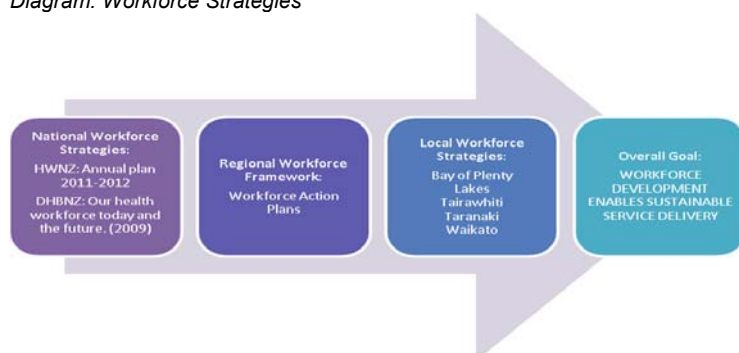 Diagram: Workforce Strategies
National Workforce
Strategies:
HWNZ: Annual plan
2011-2012
DHBNZ: Our health
workforce today and
the future. (2009)
Regional Workforce
Framework:
Workforce Action
Plans
Local Workforce
Strategies:
Bay of Plenty
Lakes
Tairawhiti
Taranaki
Waikato
Overall Goal:
WORKFORCE
DEVELOPMENT
ENABLES SUSTAINABLE
SERVICE DELIVERY